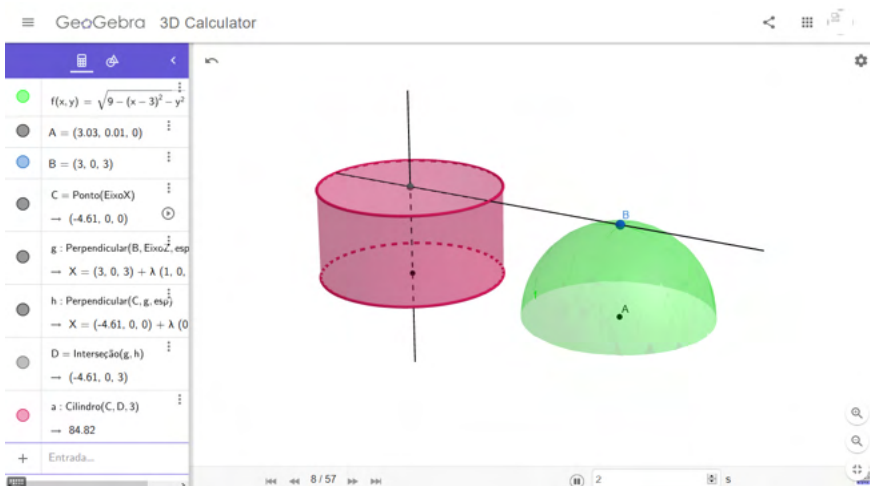 GeoGebra 3D Calculator
f(x, y) = √9 − (x − 3)² − y²
A = (3.03, 0.01, 0)
B = (3, 0, 3)
C = Ponto(EixoX)
→ (-4.61, 0, 0)
g : Perpendicular(B, EixoZ, esp
→ X = (3, 0, 3) + λ (1, 0,
h : Perpendicular(C, g, esp)
→ X = (-4.61, 0, 0) + λ (0
D = Interseção(g, h)
→ (-4.61, 0, 3)
a : Cilindro(C, D, 3)
→ 84.82
Entrada...
B
A
8 / 57
2 s